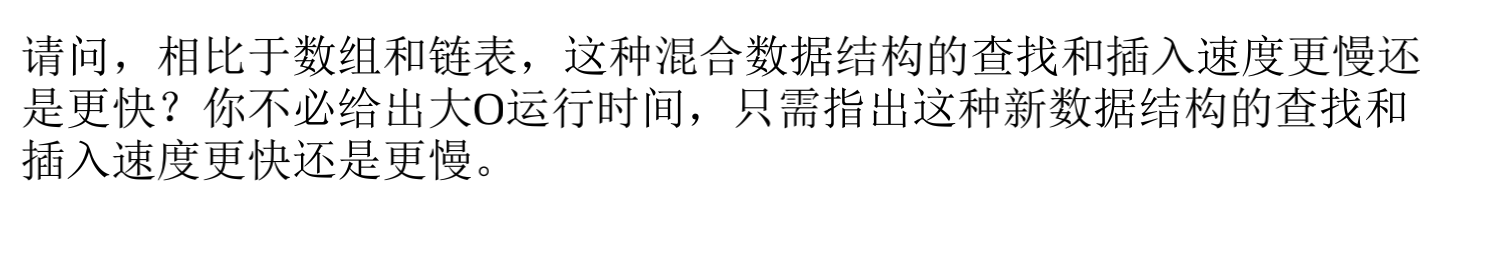 请问，相比于数组和链表，这种混合数据结构的查找和插入速度更慢还
是更快？你不必给出大O运行时间，只需指出这种新数据结构的查找和
插入速度更快还是更慢。